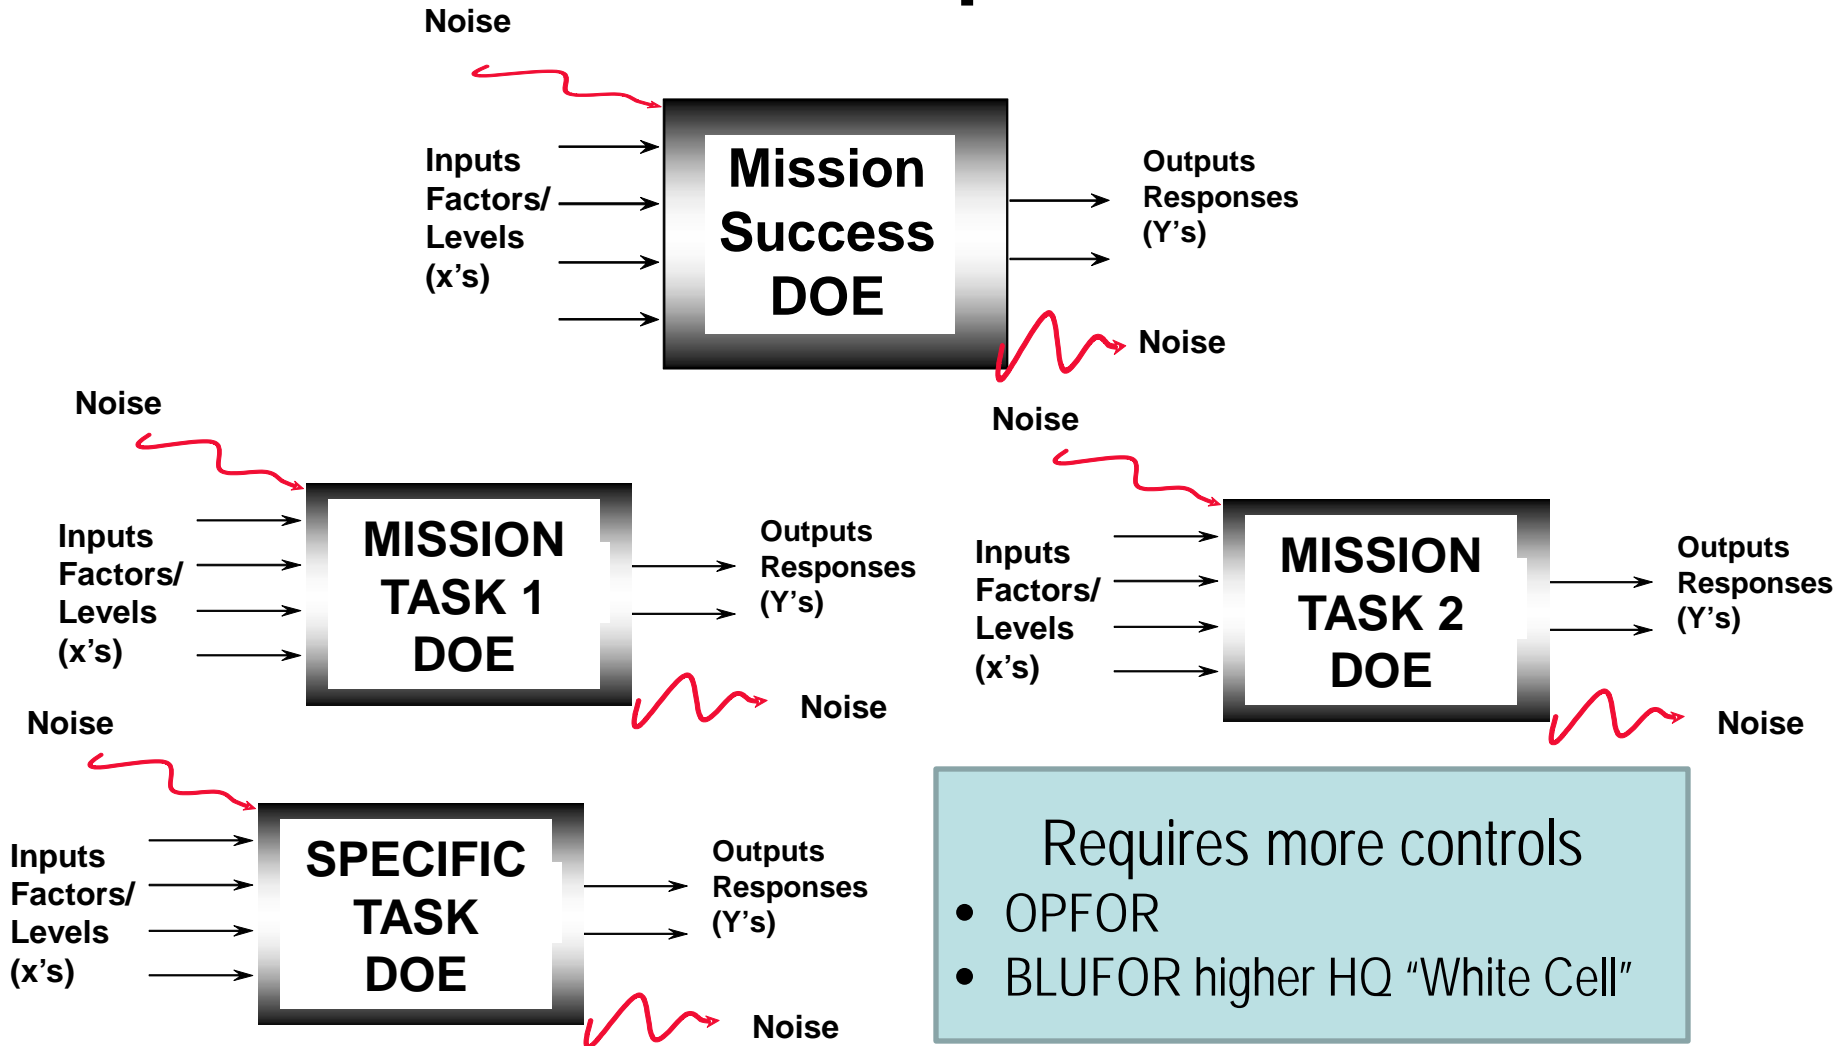 Noise
Inputs
Factors/
Levels
(x's)
Mission
Success
DOE
Outputs
Responses
(Y's)
Noise
Noise
Inputs
Factors/
Levels
(x's)
MISSION
TASK 1
DOE
Outputs
Responses
(Y's)
Noise
Noise
Inputs
Factors/
Levels
(x's)
MISSION
TASK 2
DOE
Outputs
Responses
(Y's)
Noise
Noise
Inputs
Factors/
Levels
(x's)
SPECIFIC
TASK
DOE
Outputs
Responses
(Y's)
Noise
Requires more controls
• OPFOR
• BLUFOR higher HQ “White Cell”